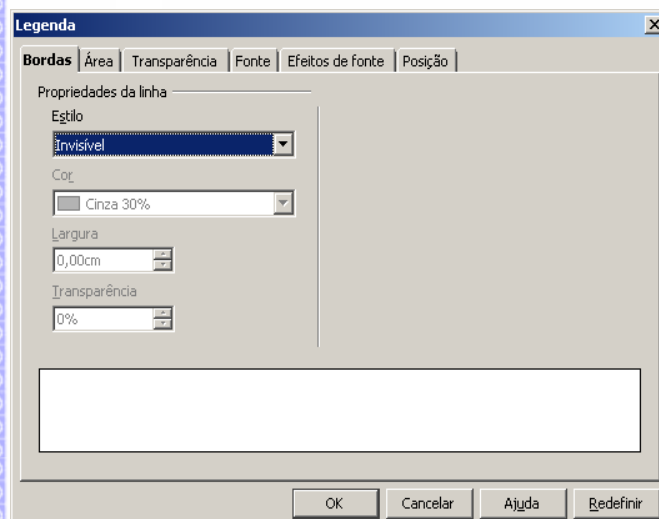 Legenda
Bordas Área Transparência Fonte Efeitos de fonte Posição
Propriedades da linha
Estilo
Invisível
Cor
Cinza 30%
Largura
0,00cm
Transparência
0%
OK Cancelar Ajuda Redefinir